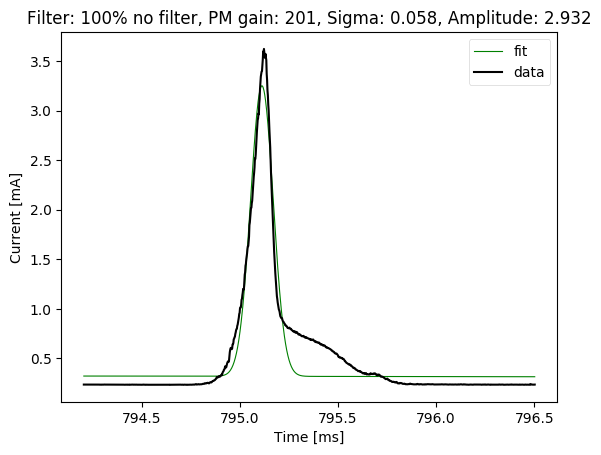 Filter: 100% no filter, PM gain: 201, Sigma: 0.058, Amplitude: 2.932
fit
data
3.5
3.0
2.5
2.0
1.5
1.0
0.5
Current [mA]
794.5 795.0 795.5 796.0 796.5
Time [ms]